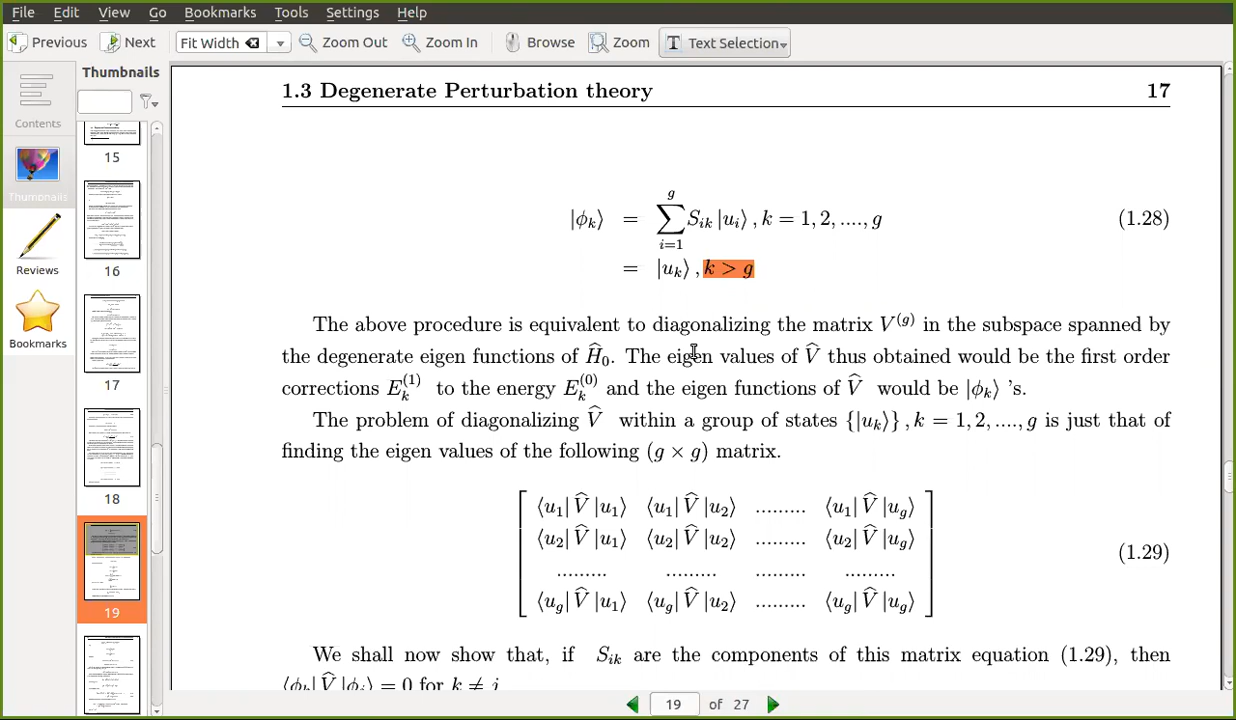 File Edit View Go Bookmarks Tools Settings Help
Previous Next Fit Width Zoom Out Zoom In Browse Zoom Text Selection
Contents
Thumbnails
Reviews
Bookmarks
Thumbnails
15
16
17
18
19
1.3 Degenerate Perturbation theory 17
|ϕ_k⟩ = ∑_{i=1}^{g} S_{ik} |u_i⟩ , k = 1, 2, ...., g (1.28)
= |u_k⟩ , k > g
The above procedure is equivalent to diagonalizing the matrix V^{(g)} in the subspace spanned by
the degenerate eigen functions of Ĥ_0. The eigen values of V̂ thus obtained would be the first order
corrections E_k^{(1)} to the energy E_k^{(0)} and the eigen functions of V̂ would be |ϕ_k⟩ 's.
The problem of diagonalizing V̂ within a group of states {|u_k⟩} , k = 1, 2, ...., g is just that of
finding the eigen values of the following (g × g) matrix.
⟨u_1| V̂ |u_1⟩ ⟨u_1| V̂ |u_2⟩ ......... ⟨u_1| V̂ |u_g⟩
⟨u_2| V̂ |u_1⟩ ⟨u_2| V̂ |u_2⟩ ......... ⟨u_2| V̂ |u_g⟩
......... ......... ......... ......... (1.29)
⟨u_g| V̂ |u_1⟩ ⟨u_g| V̂ |u_2⟩ ......... ⟨u_g| V̂ |u_g⟩
We shall now show that, if S_{ik} are the components of this matrix equation (1.29), then
⟨ϕ_k| V̂ |ϕ_j⟩ = 0 for k ≠ j
19 of 27